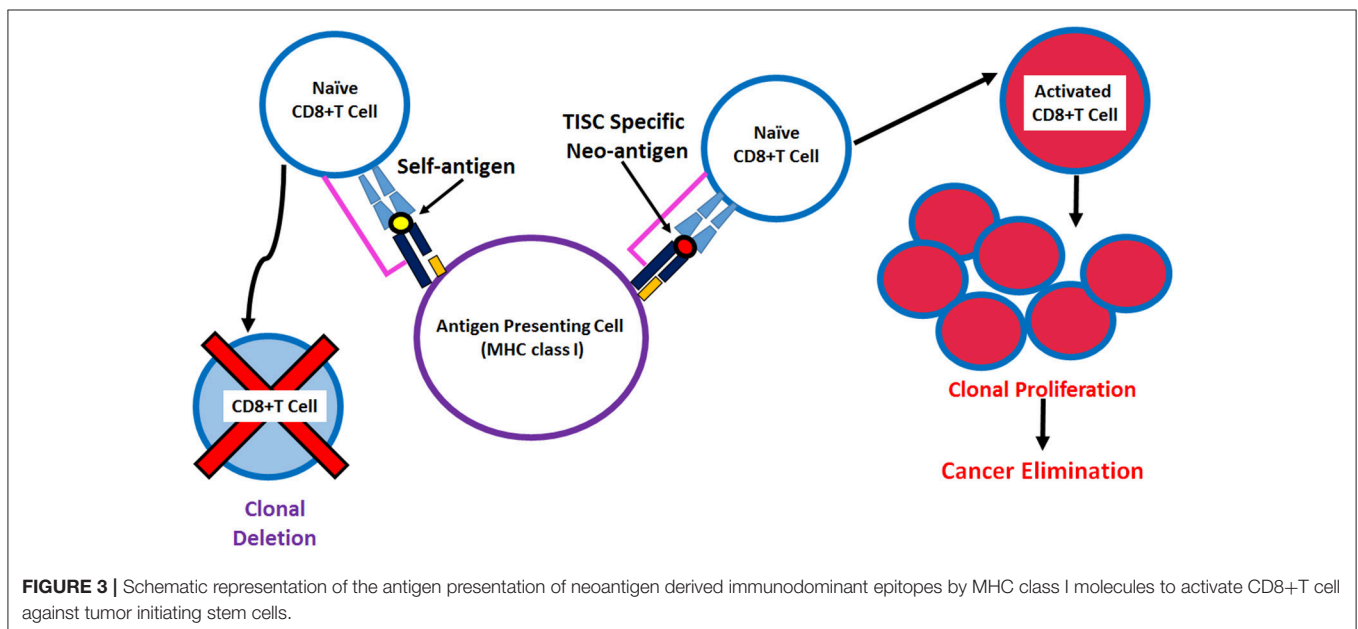 Naïve
CD8+T Cell
Self-antigen
TISC Specific
Neo-antigen
Naïve
CD8+T Cell
Activated
CD8+T Cell
Antigen Presenting Cell
(MHC class I)
CD8+T Cell
Clonal
Deletion
Clonal Proliferation
Cancer Elimination
FIGURE 3 | Schematic representation of the antigen presentation of neoantigen derived immunodominant epitopes by MHC class I molecules to activate CD8+T cell
against tumor initiating stem cells.